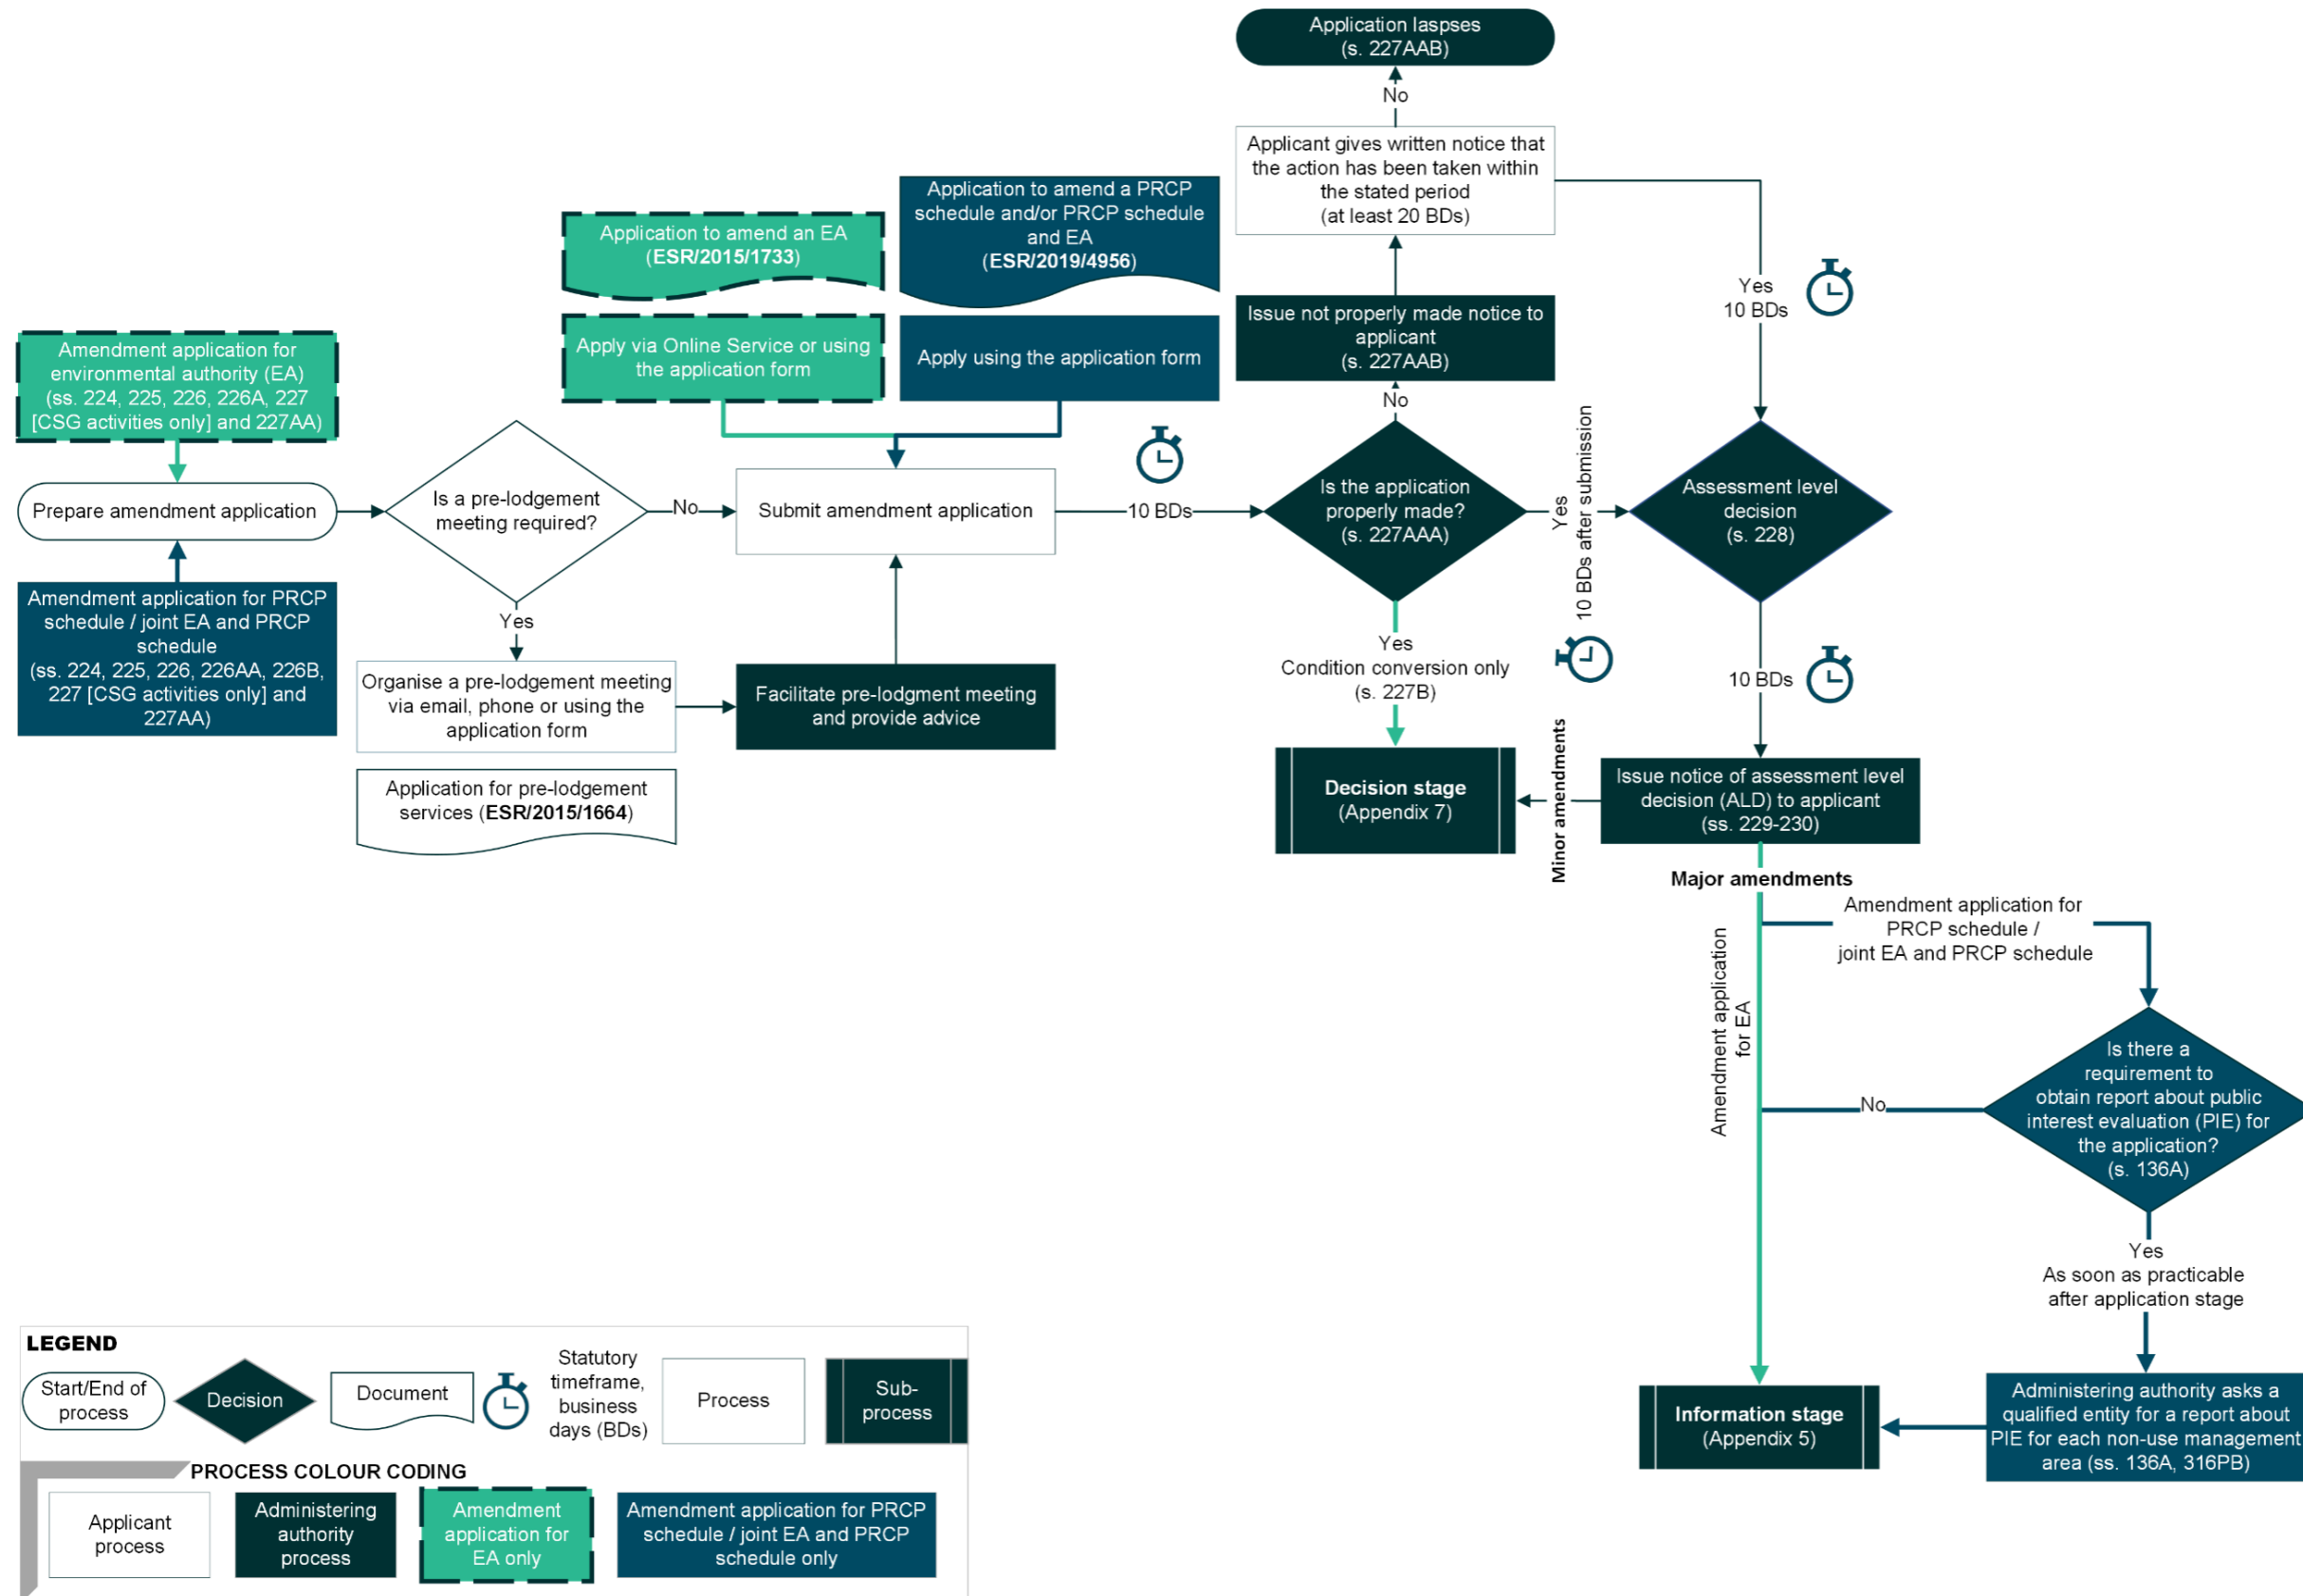 Application laspses
(s. 227AAB)
No
Applicant gives written notice that
the action has been taken within
the stated period
(at least 20 BDs)
Application to amend a PRCP
schedule and/or PRCP schedule
and EA
(ESR/2019/4956)
Application to amend an EA
(ESR/2015/1733)
Yes
10 BDs
Issue not properly made notice to
applicant
(s. 227AAB)
Apply via Online Service or using
the application form
Apply using the application form
Amendment application for
environmental authority (EA)
(ss. 224, 225, 226, 226A, 227
[CSG activities only] and 227AA)
No
Prepare amendment application
Is a pre-lodgement
meeting required?
No
Submit amendment application
10 BDs
Is the application
properly made?
(s. 227AAA)
Yes
10 BDs after submission
Assessment level
decision
(s. 228)
Amendment application for PRCP
schedule / joint EA and PRCP
schedule
(ss. 224, 225, 226, 226AA, 226B,
227 [CSG activities only] and
227AA)
Yes
Organise a pre-lodgement meeting
via email, phone or using the
application form
Facilitate pre-lodgment meeting
and provide advice
Yes
Condition conversion only
(s. 227B)
10 BDs
Application for pre-lodgement
services (ESR/2015/1664)
Decision stage
(Appendix 7)
Minor amendments
Issue notice of assessment level
decision (ALD) to applicant
(ss. 229-230)
Major amendments
Amendment application for
PRCP schedule /
joint EA and PRCP schedule
Amendment application
for EA
Is there a
requirement to
obtain report about public
interest evaluation (PIE) for
the application?
(s. 136A)
No
Yes
As soon as practicable
after application stage
Information stage
(Appendix 5)
Administering authority asks a
qualified entity for a report about
PIE for each non-use management
area (ss. 136A, 316PB)
LEGEND
Start/End of
process
Decision
Document
Statutory
timeframe,
business
days (BDs)
Process
Sub-
process
PROCESS COLOUR CODING
Applicant
process
Administering
authority
process
Amendment
application for
EA only
Amendment application for PRCP
schedule / joint EA and PRCP
schedule only